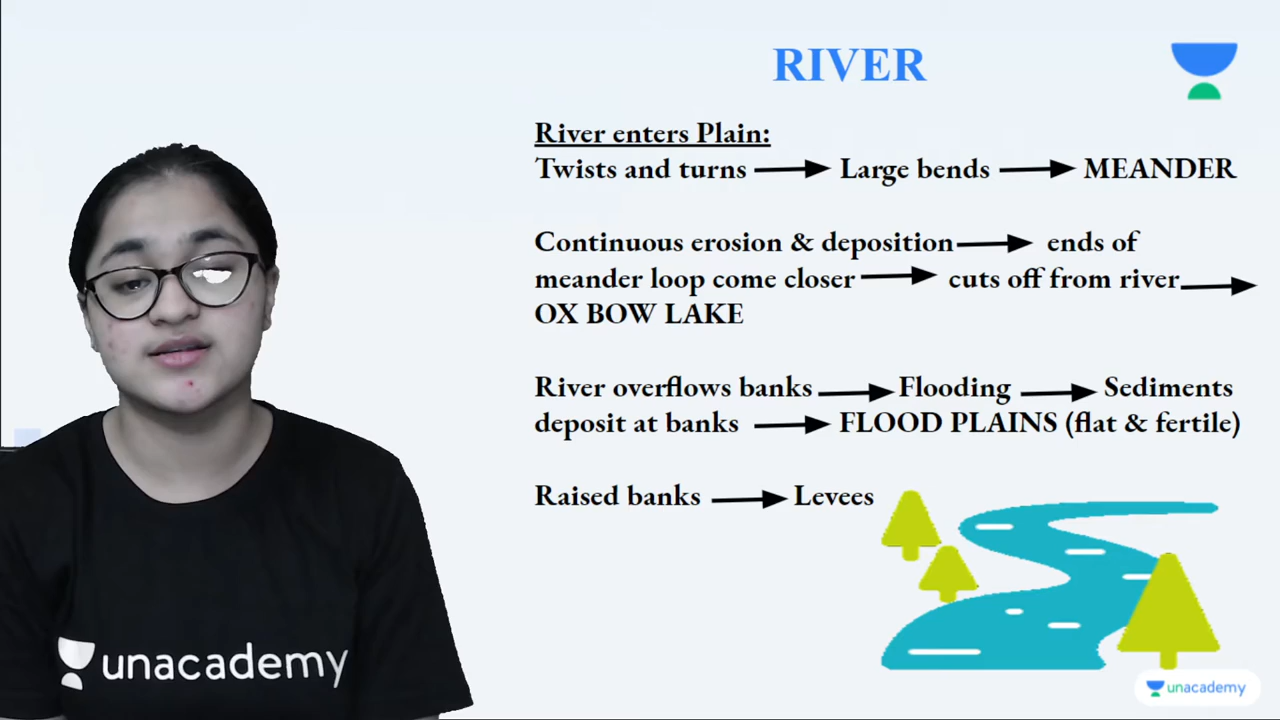 RIVER
River enters Plain:
Twists and turns Large bends MEANDER
Continuous erosion & deposition ends of
meander loop come closer cuts off from river
OX BOW LAKE
River overflows banks Flooding Sediments
deposit at banks FLOOD PLAINS (flat & fertile)
Raised banks Levees
unacademy
unacademy